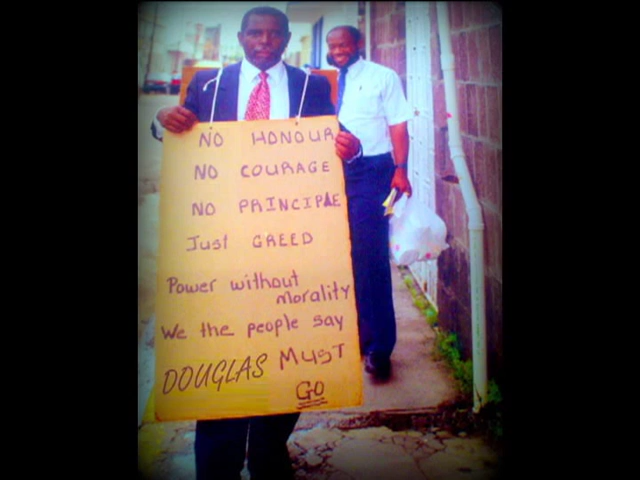 NO HONOUR
NO COURAGE
NO PRINCIPLE
Just GREED
Power without
morality
We the people say
DOUGLAS MUST
GO